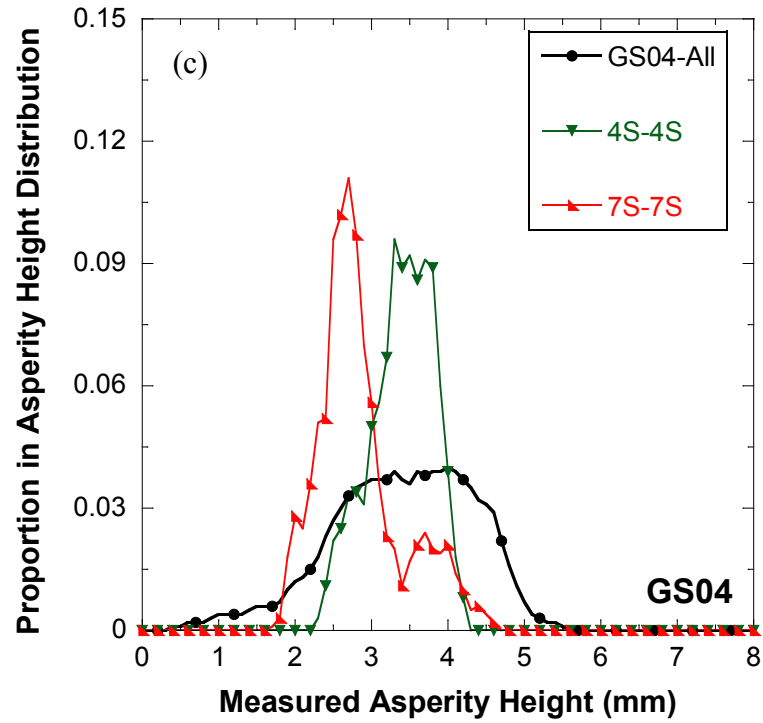 (c)
GS04-All
4S-4S
7S-7S
Proportion in Asperity Height Distribution
0.15
0.12
0.09
0.06
0.03
0
GS04
0 1 2 3 4 5 6 7 8
Measured Asperity Height (mm)